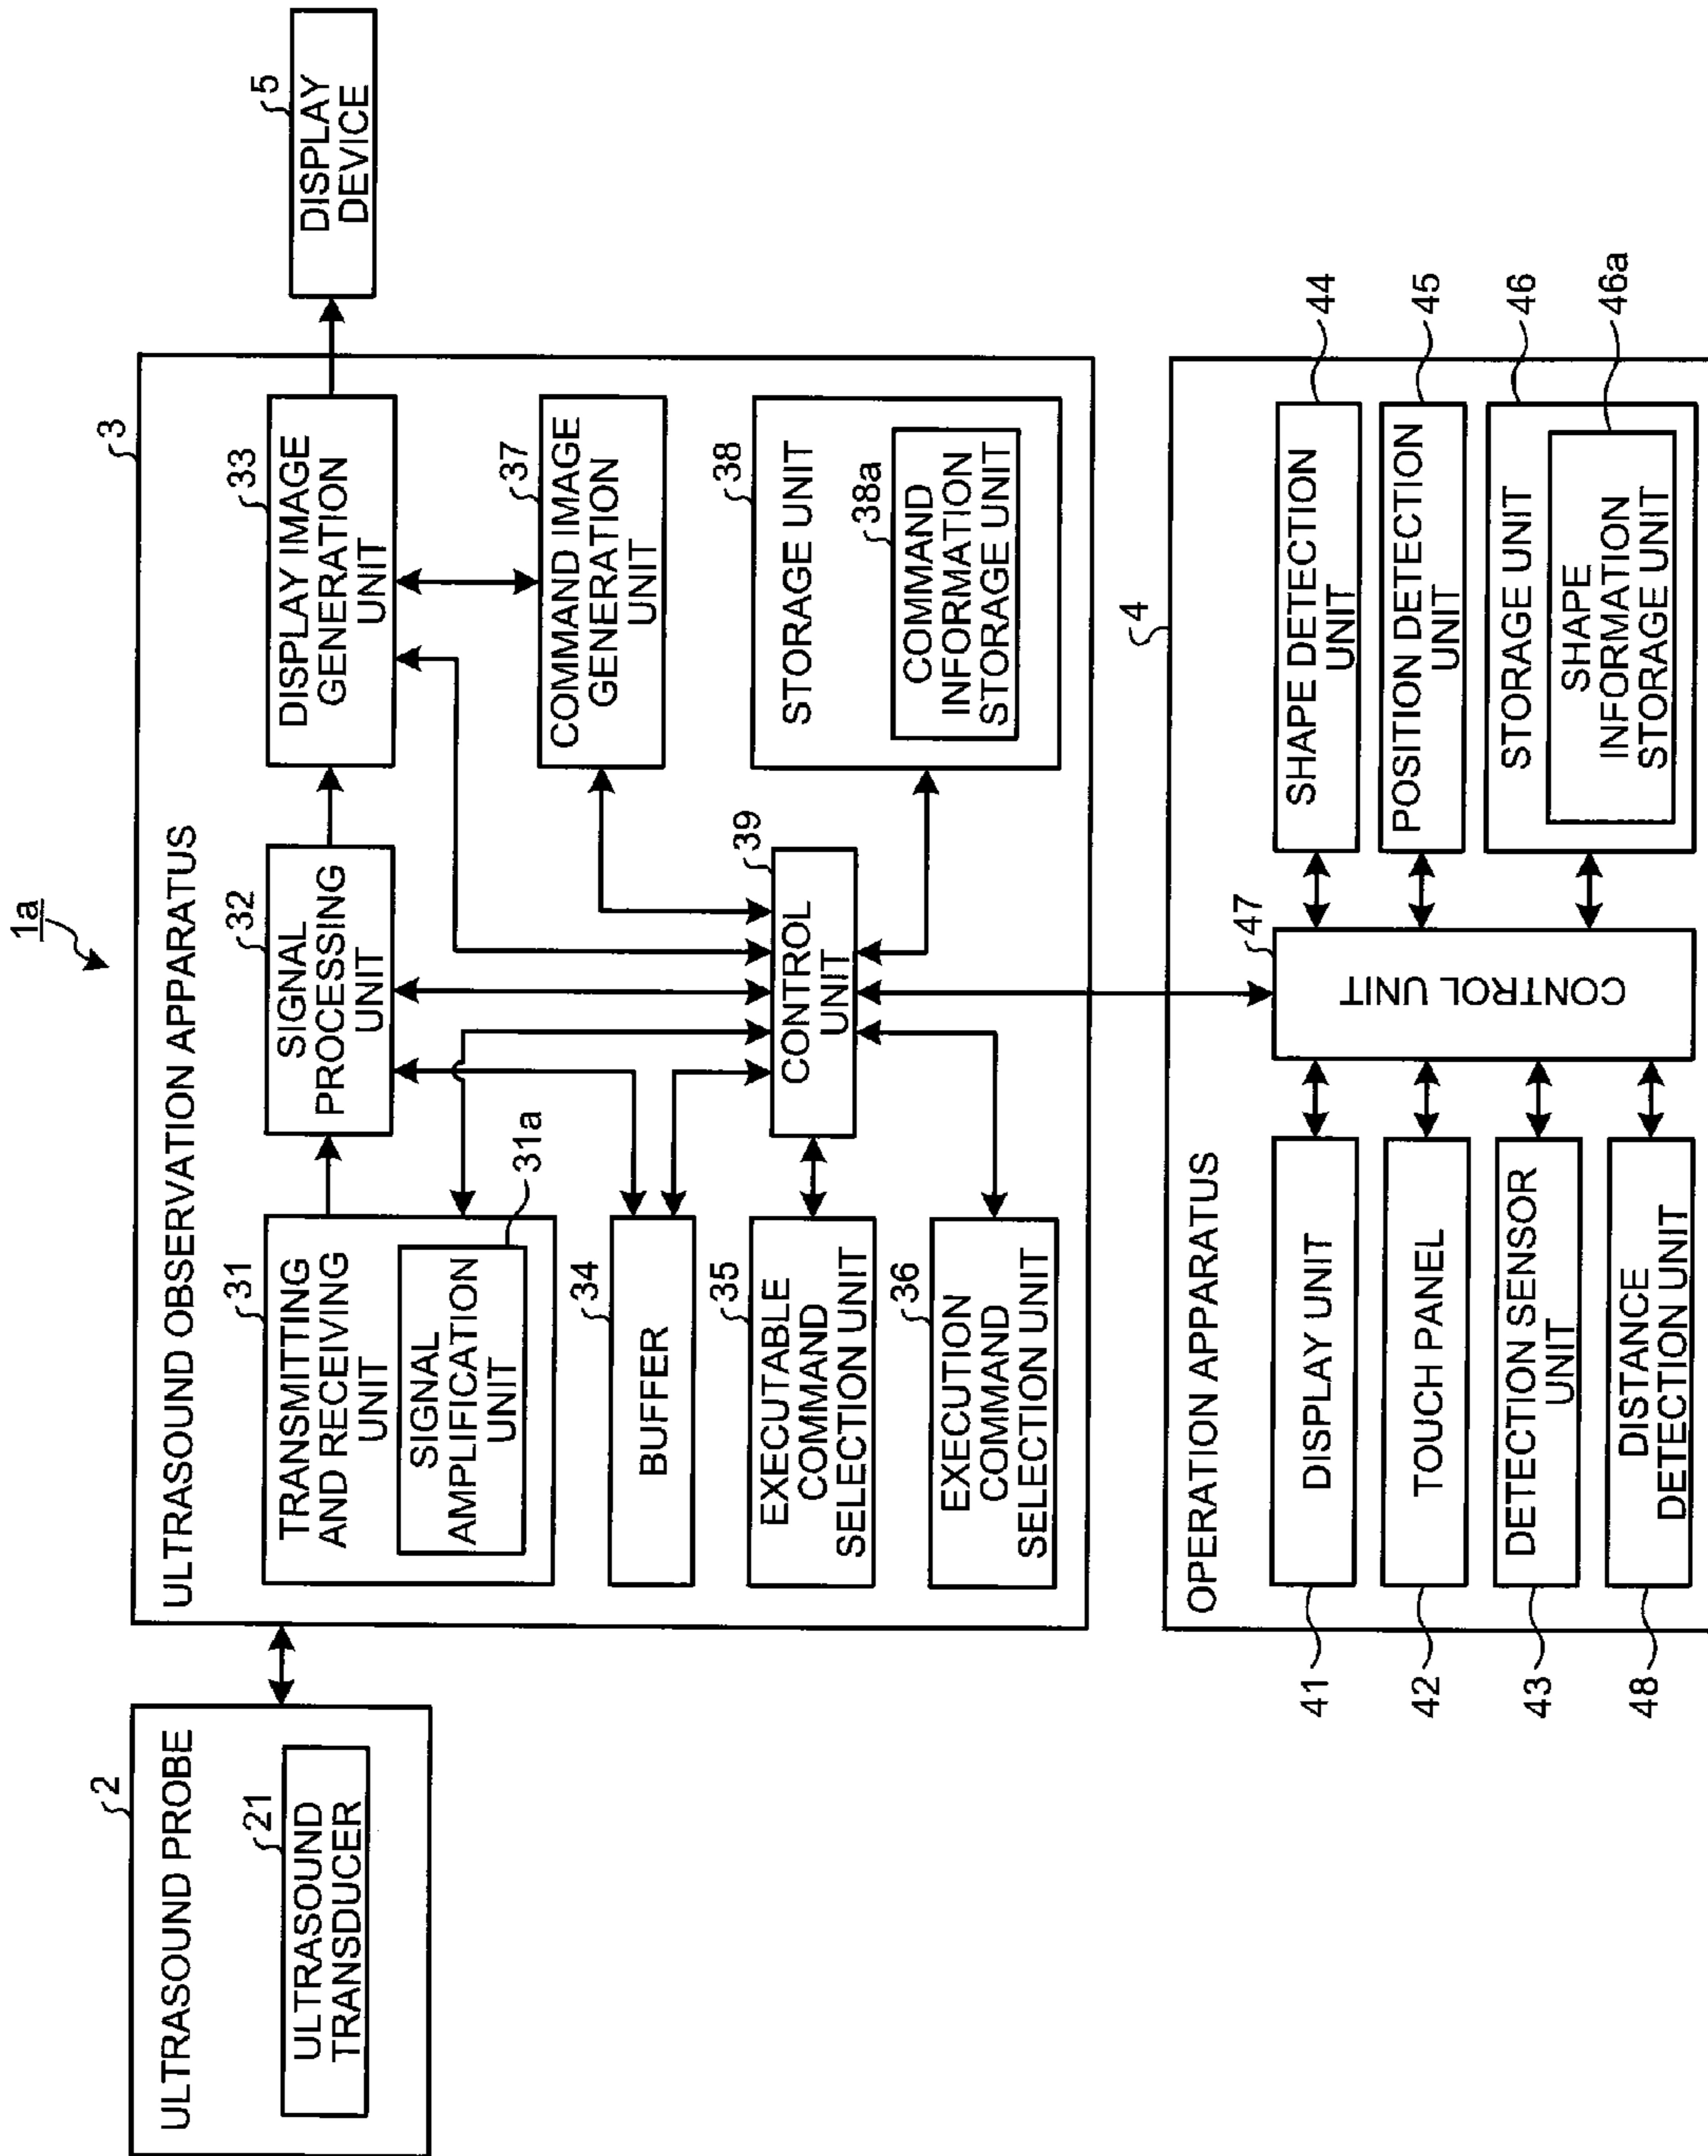 1a
2
ULTRASOUND PROBE
21
ULTRASOUND
TRANSDUCER
3
ULTRASOUND OBSERVATION APPARATUS
31
TRANSMITTING
AND RECEIVING
UNIT
31a
SIGNAL
AMPLIFICATION
UNIT
32
SIGNAL
PROCESSING
UNIT
33
DISPLAY IMAGE
GENERATION
UNIT
5
DISPLAY
DEVICE
34
BUFFER
37
COMMAND IMAGE
GENERATION
UNIT
35
EXECUTABLE
COMMAND
SELECTION UNIT
39
CONTROL
UNIT
38
STORAGE UNIT
38a
COMMAND
INFORMATION
STORAGE UNIT
36
EXECUTION
COMMAND
SELECTION UNIT
4
OPERATION APPARATUS
41
DISPLAY UNIT
42
TOUCH PANEL
43
DETECTION SENSOR
UNIT
48
DISTANCE
DETECTION UNIT
47
CONTROL UNIT
SHAPE DETECTION
UNIT
44
POSITION DETECTION
UNIT
45
STORAGE UNIT
46
SHAPE
INFORMATION
STORAGE UNIT
46a